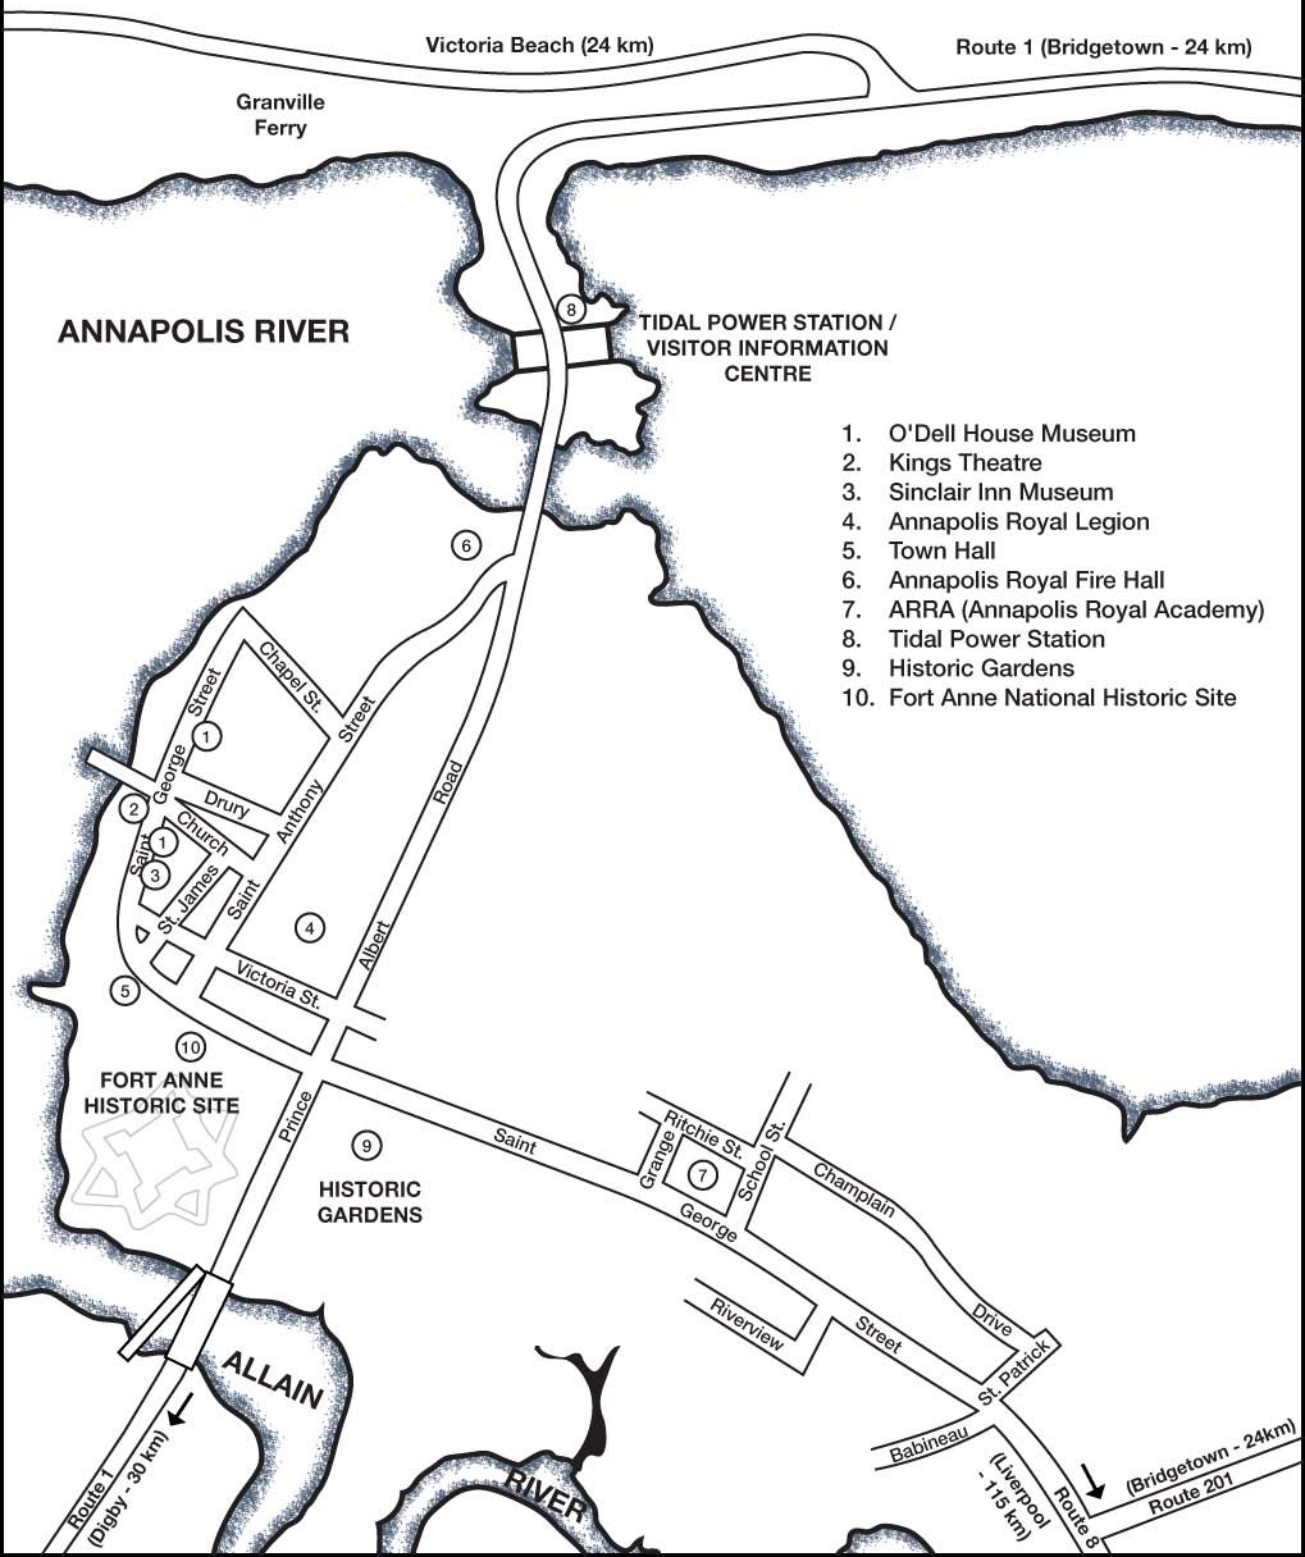 Victoria Beach (24 km)
Route 1 (Bridgetown - 24 km)
Granville
Ferry
ANNAPOLIS RIVER
8
TIDAL POWER STATION /
VISITOR INFORMATION
CENTRE
1. O'Dell House Museum
2. Kings Theatre
3. Sinclair Inn Museum
4. Annapolis Royal Legion
5. Town Hall
6. Annapolis Royal Fire Hall
7. ARRA (Annapolis Royal Academy)
8. Tidal Power Station
9. Historic Gardens
10. Fort Anne National Historic Site
6
Chapel St.
Street
Street
1
George
Road
Drury
Anthony
2
Church
1
Saint
3
St. James
Saint
4
Albert
Victoria St.
5
10
FORT ANNE
HISTORIC SITE
Prince
9
HISTORIC
GARDENS
Saint
Ritchie St.
Grange
7
School St.
Champlain
George
Riverview
Street
Drive
St. Patrick
Babineau
ALLAIN
RIVER
Route 1
(Digby - 30 km)
(Liverpool
- 115 km)
Route 8
(Bridgetown - 24km)
Route 201